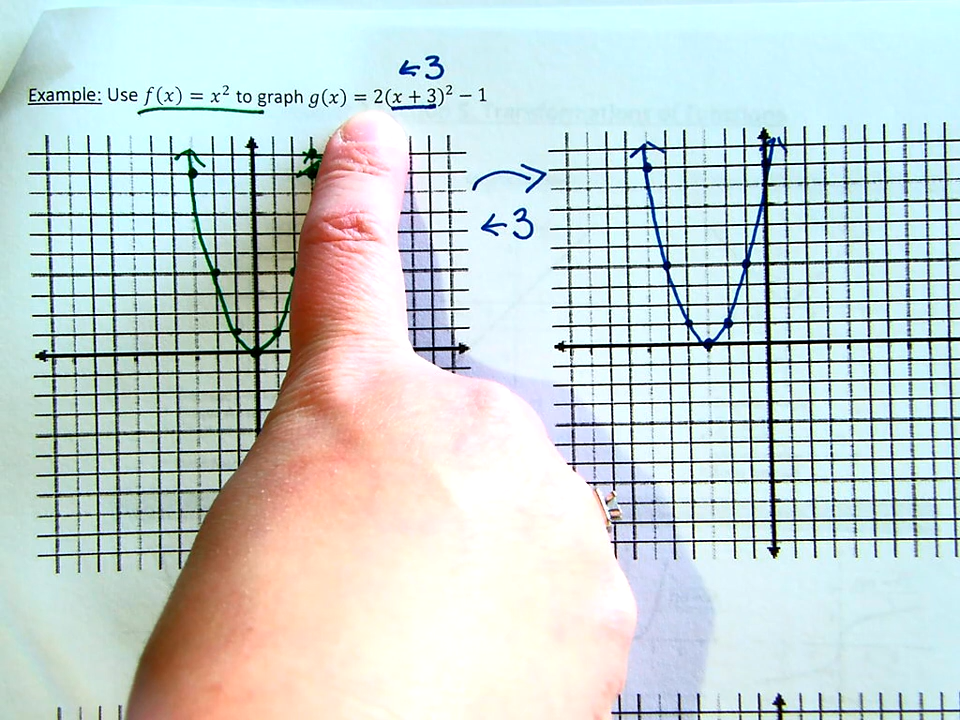 ←3
Example: Use f(x) = x² to graph g(x) = 2(x + 3)² − 1
←3